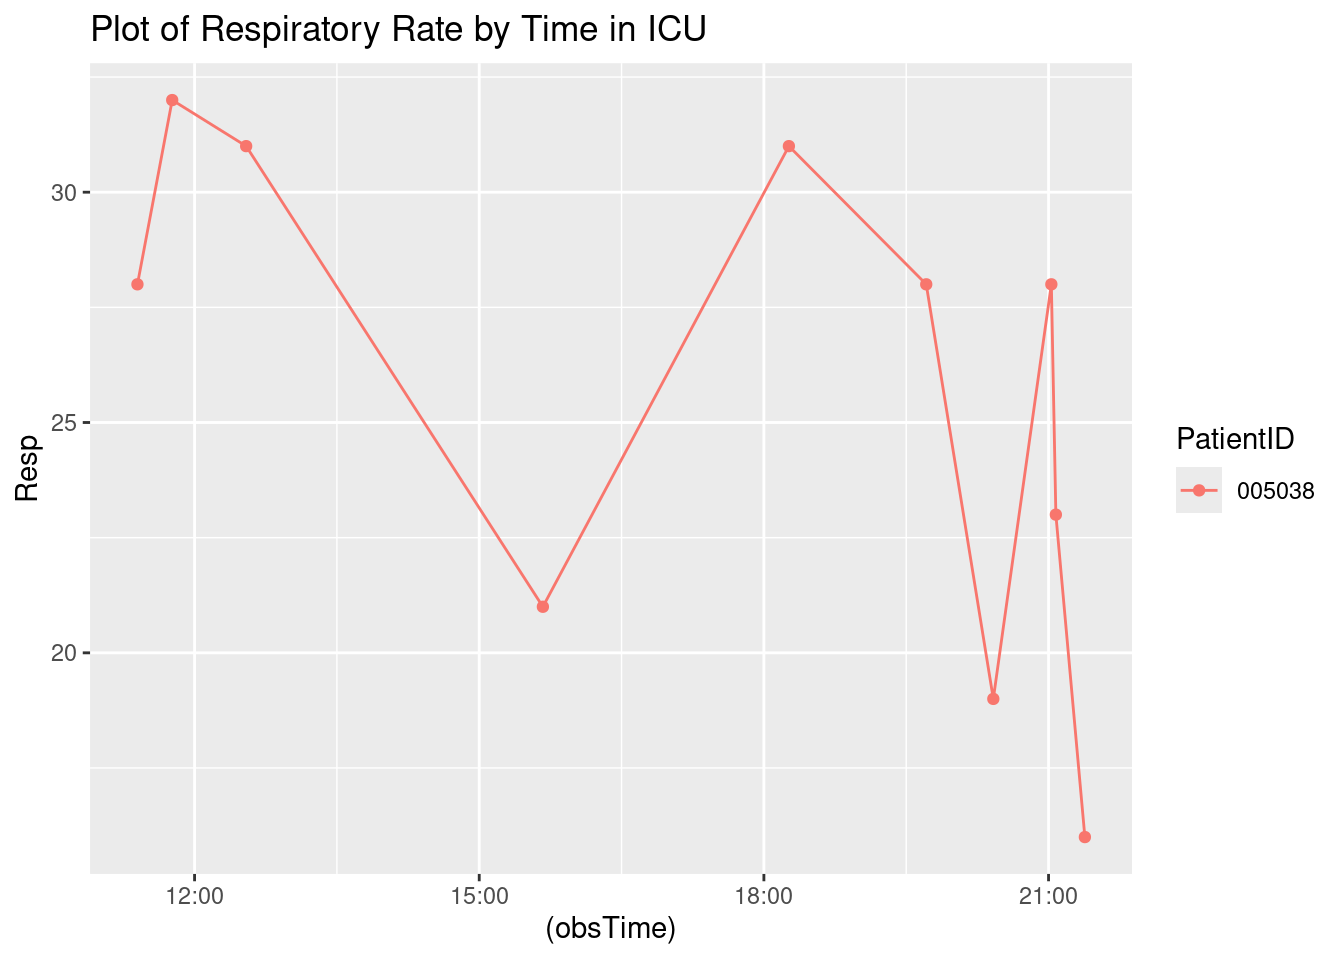 Plot of Respiratory Rate by Time in ICU
30
25
20
Resp
12:00
15:00
18:00
21:00
(obsTime)
PatientID
005038